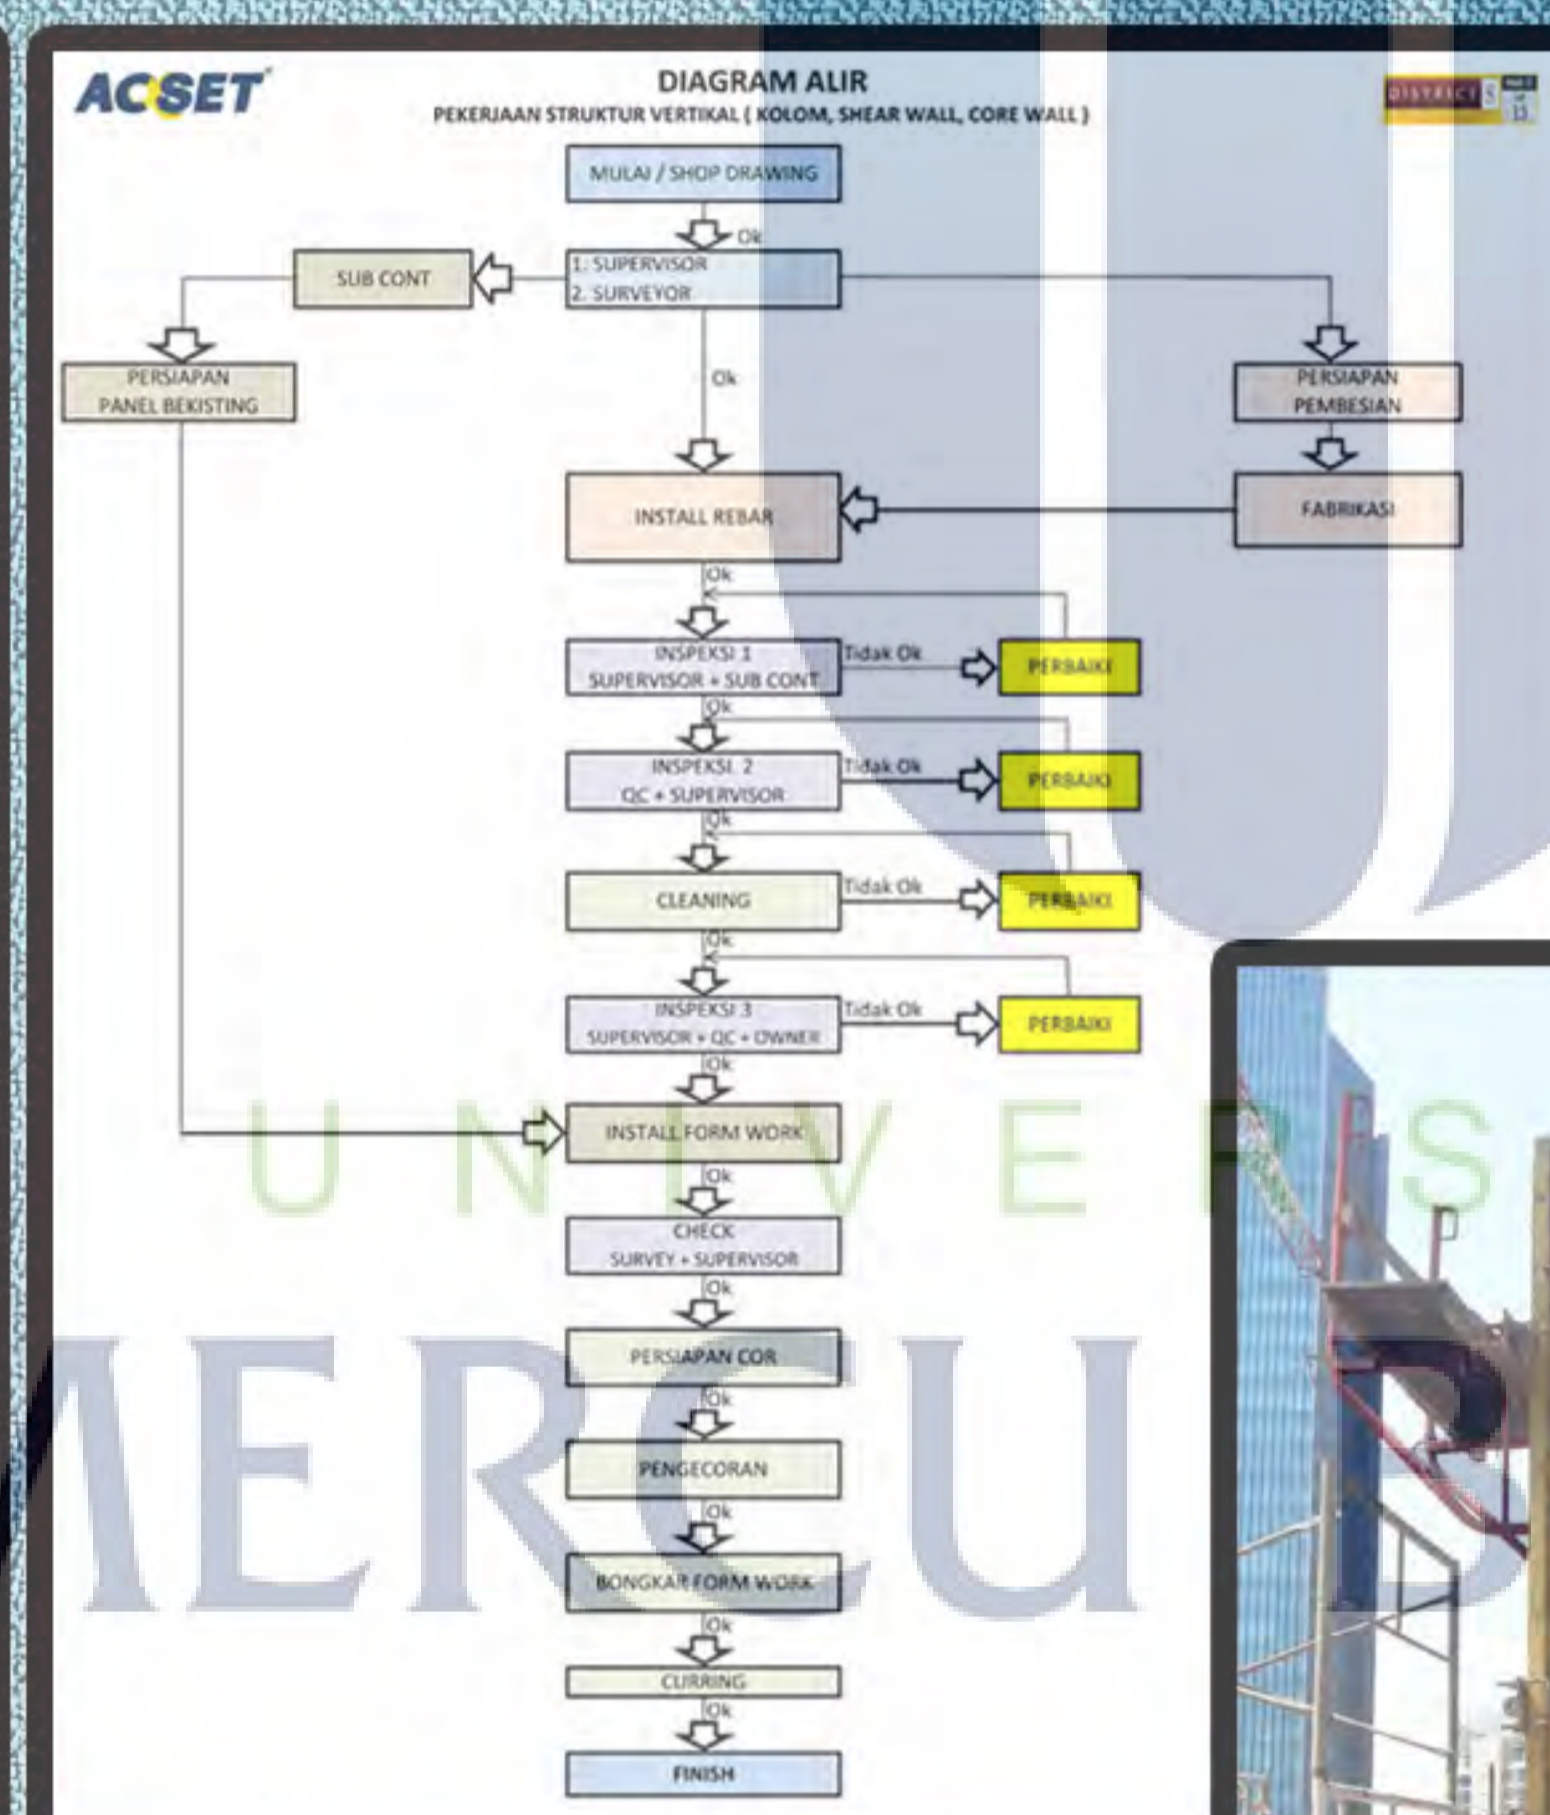 ACSET
DIAGRAM ALIR
PEKERJAAN STRUKTUR VERTIKAL ( KOLOM, SHEAR WALL, CORE WALL )
DISTRICT 8
MULAI / SHOP DRAWING
Ok
SUB CONT
1. SUPERVISOR
2. SURVEYOR
PERSIAPAN
PANEL BEKISTING
Ok
PERSIAPAN
PEMBESIAN
INSTALL REBAR
FABRIKASI
Ok
INSPEKSI 1
SUPERVISOR + SUB CONT
Tidak Ok
PERBAIKI
Ok
INSPEKSI 2
QC + SUPERVISOR
Tidak Ok
PERBAIKI
Ok
CLEANING
Tidak Ok
PERBAIKI
Ok
INSPEKSI 3
SUPERVISOR + QC + OWNER
Tidak Ok
PERBAIKI
Ok
INSTALL FORM WORK
UNIVERS
Ok
CHECK
SURVEY + SUPERVISOR
Ok
PERSIAPAN COR
MERCU B
Ok
PENGECORAN
Ok
BONGKAR FORM WORK
Ok
CURRING
Ok
FINISH